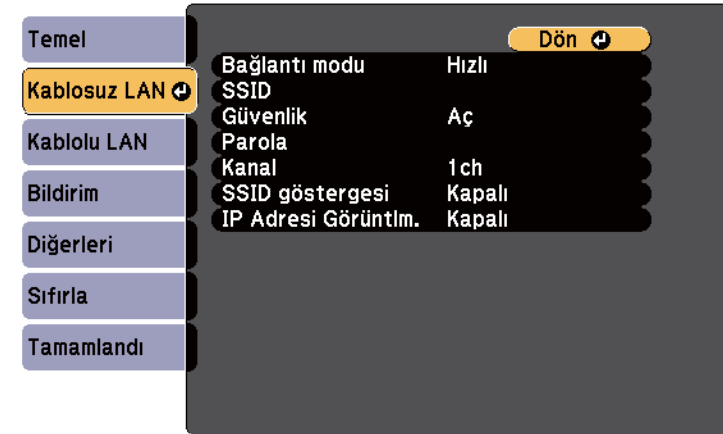 Temel
Kablosuz LAN
Kablolu LAN
Bildirim
Diğerleri
Sıfırla
Tamamlandı
Dön
Bağlantı modu Hızlı
SSID
Güvenlik Aç
Parola
Kanal 1ch
SSID göstergesi Kapalı
IP Adresi Görüntlm. Kapalı